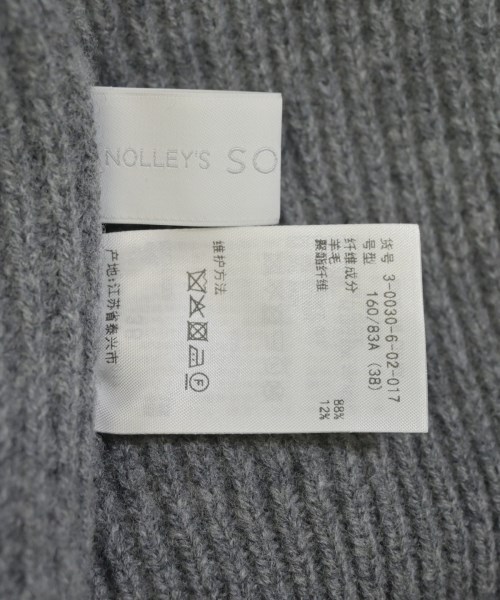 NOLLEY'S SO
货号 3-0030-6-02-017
号型 160/83A (38)
纤维成分
羊毛 88%
聚酯纤维 12%
维护方法
F
产地:江苏省泰兴市